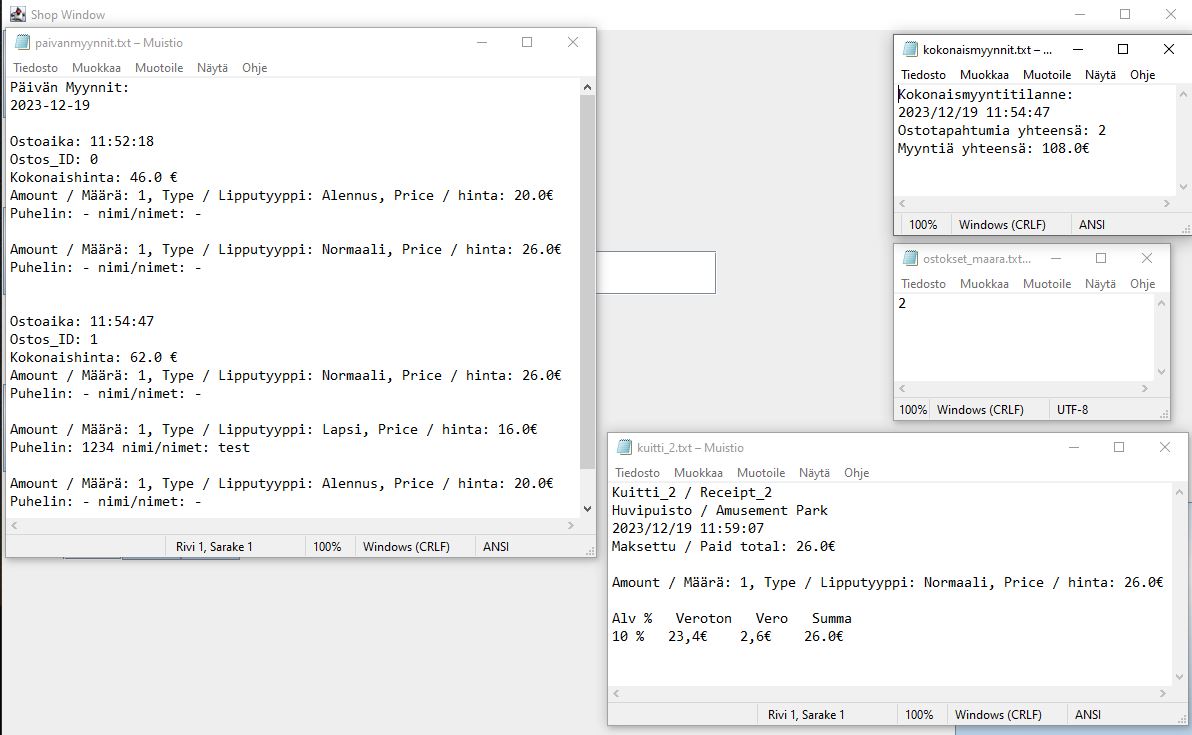 Shop Window
paivanmyynnit.txt – Muistio
Tiedosto Muokkaa Muotoile Näytä Ohje
Päivän Myynnit:
2023-12-19
Ostoaika: 11:52:18
Ostos_ID: 0
Kokonaishinta: 46.0 €
Amount / Määrä: 1, Type / Lipputyyppi: Alennus, Price / hinta: 20.0€
Puhelin: - nimi/nimet: -
Amount / Määrä: 1, Type / Lipputyyppi: Normaali, Price / hinta: 26.0€
Puhelin: - nimi/nimet: -
Ostoaika: 11:54:47
Ostos_ID: 1
Kokonaishinta: 62.0 €
Amount / Määrä: 1, Type / Lipputyyppi: Normaali, Price / hinta: 26.0€
Puhelin: - nimi/nimet: -
Amount / Määrä: 1, Type / Lipputyyppi: Lapsi, Price / hinta: 16.0€
Puhelin: 1234 nimi/nimet: test
Amount / Määrä: 1, Type / Lipputyyppi: Alennus, Price / hinta: 20.0€
Puhelin: - nimi/nimet: -
Rivi 1, Sarake 1 100% Windows (CRLF) ANSI
kokonaismyynnit.txt – ...
Tiedosto Muokkaa Muotoile Näytä Ohje
Kokonaismyyntitilanne:
2023/12/19 11:54:47
Ostotapahtumia yhteensä: 2
Myyntiä yhteensä: 108.0€
100% Windows (CRLF) ANSI
ostokset_maara.txt...
Tiedosto Muokkaa Muotoile Näytä Ohje
2
100% Windows (CRLF) UTF-8
kuitti_2.txt – Muistio
Tiedosto Muokkaa Muotoile Näytä Ohje
Kuitti_2 / Receipt_2
Huvipuisto / Amusement Park
2023/12/19 11:59:07
Maksettu / Paid total: 26.0€
Amount / Määrä: 1, Type / Lipputyyppi: Normaali, Price / hinta: 26.0€
Alv % Veroton Vero Summa
10 % 23,4€ 2,6€ 26.0€
Rivi 1, Sarake 1 100% Windows (CRLF) ANSI